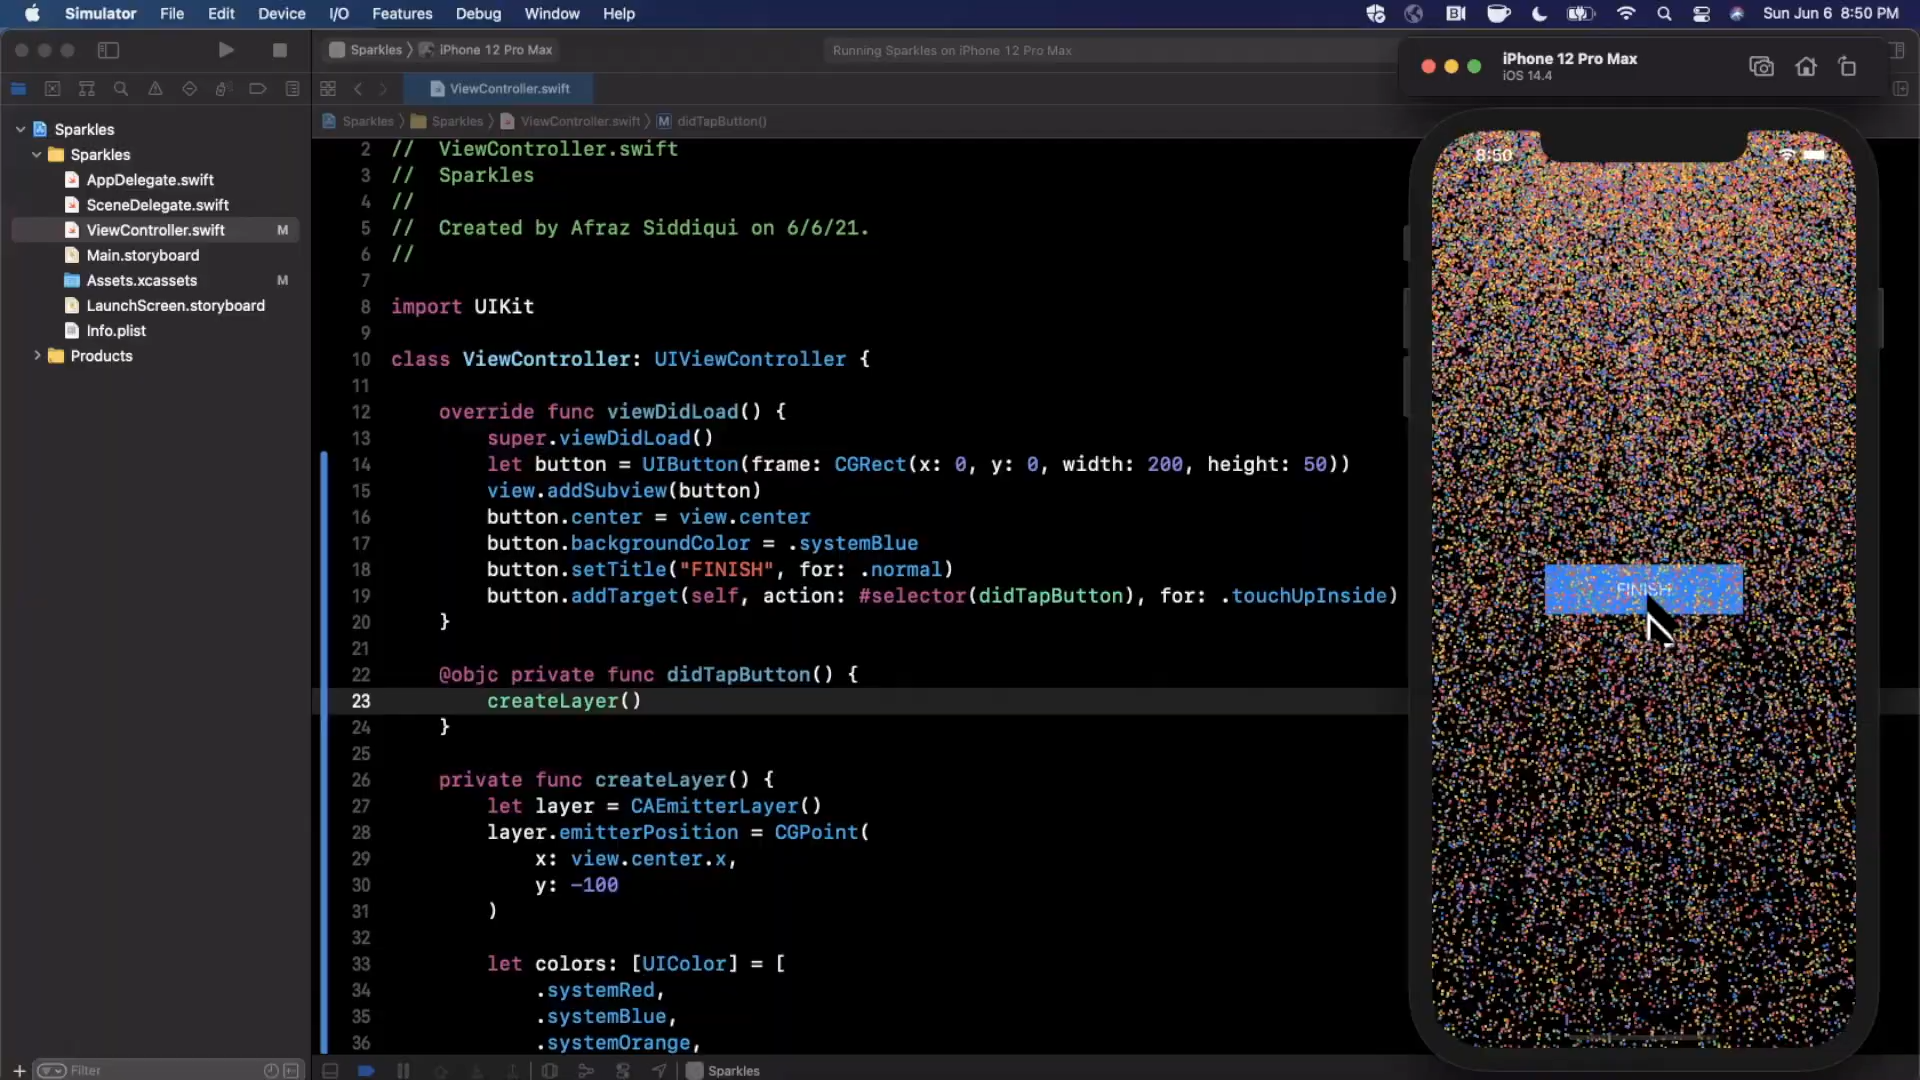 Simulator File Edit Device I/O Features Debug Window Help Sun Jun 6 8:50 PM
Sparkles iPhone 12 Pro Max Running Sparkles on iPhone 12 Pro Max
iPhone 12 Pro Max
iOS 14.4
ViewController.swift
Sparkles Sparkles ViewController.swift M didTapButton()
Sparkles
Sparkles
AppDelegate.swift
SceneDelegate.swift
ViewController.swift M
Main.storyboard
Assets.xcassets M
LaunchScreen.storyboard
Info.plist
Products
2 // ViewController.swift
3 // Sparkles
4 //
5 // Created by Afraz Siddiqui on 6/6/21.
6 //
7
8 import UIKit
9
10 class ViewController: UIViewController {
11
12 override func viewDidLoad() {
13 super.viewDidLoad()
14 let button = UIButton(frame: CGRect(x: 0, y: 0, width: 200, height: 50))
15 view.addSubview(button)
16 button.center = view.center
17 button.backgroundColor = .systemBlue
18 button.setTitle("FINISH", for: .normal)
19 button.addTarget(self, action: #selector(didTapButton), for: .touchUpInside)
20 }
21
22 @objc private func didTapButton() {
23 createLayer()
24 }
25
26 private func createLayer() {
27 let layer = CAEmitterLayer()
28 layer.emitterPosition = CGPoint(
29 x: view.center.x,
30 y: -100
31 )
32
33 let colors: [UIColor] = [
34 .systemRed,
35 .systemBlue,
36 .systemOrange,
8:50
FINISH
Filter
Sparkles